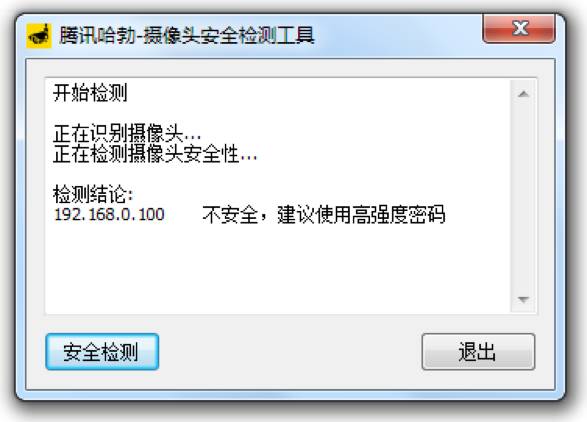 腾讯哈勃-摄像头安全检测工具
开始检测
正在识别摄像头...
正在检测摄像头安全性...
检测结论:
192.168.0.100 不安全，建议使用高强度密码
安全检测 退出